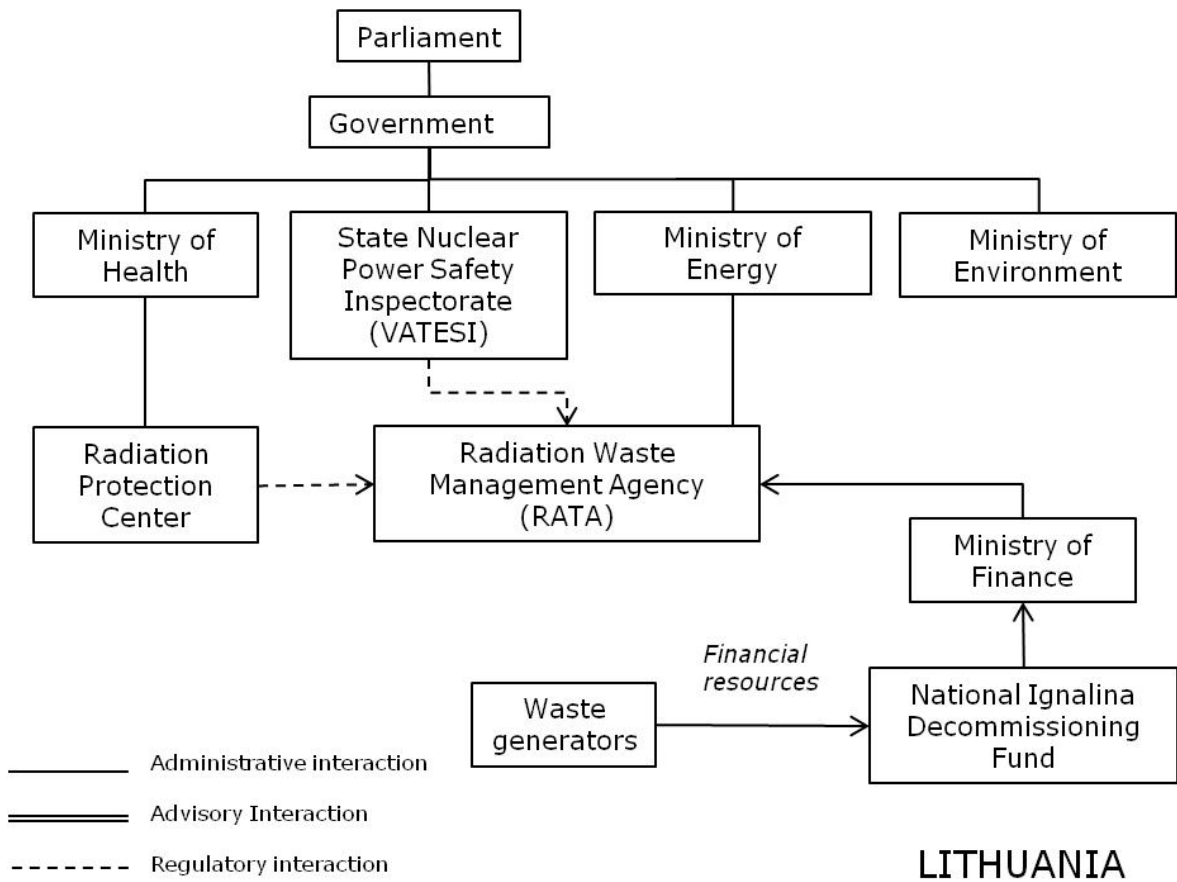 Parliament
Government
Ministry of
Health
State Nuclear
Power Safety
Inspectorate
(VATESI)
Ministry of
Energy
Ministry of
Environment
Radiation
Protection
Center
Radiation Waste
Management Agency
(RATA)
Ministry of
Finance
Financial
resources
Waste
generators
National Ignalina
Decommissioning
Fund
Administrative interaction
Advisory Interaction
Regulatory interaction
LITHUANIA